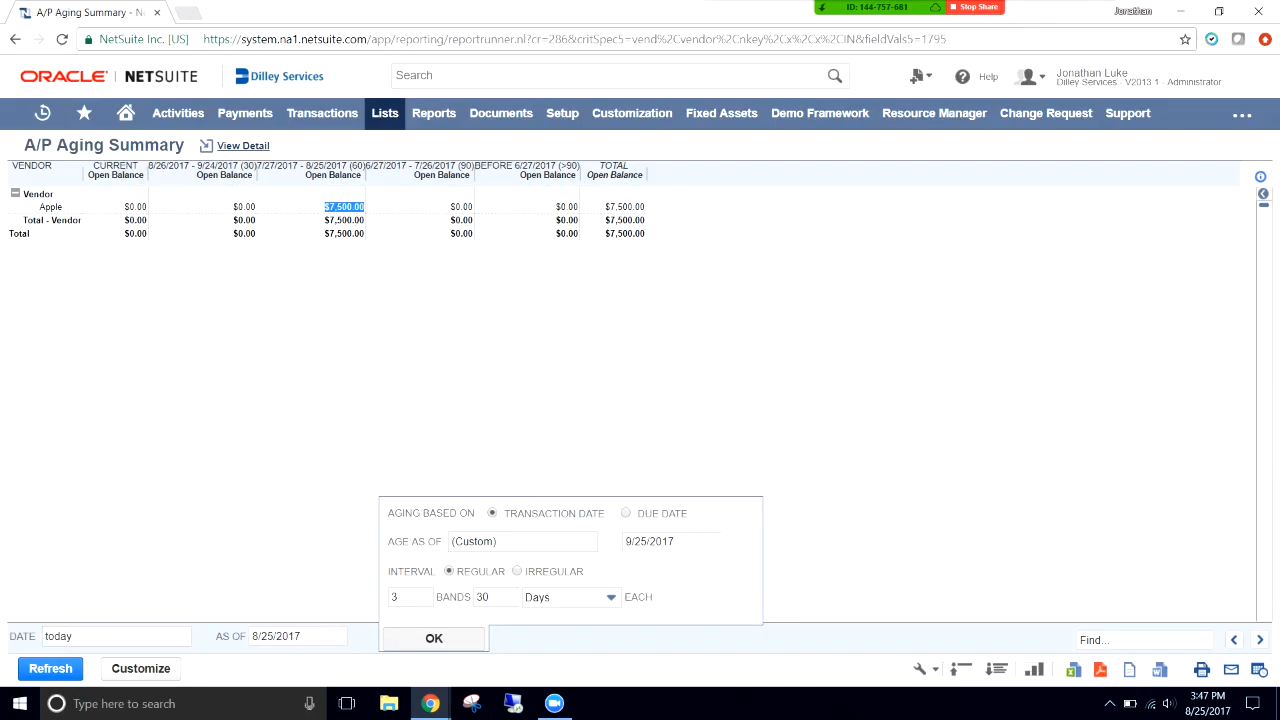 A/P Aging Summary - N
ID: 144-757-681
Stop Share
Jonathan
NetSuite Inc. [US]
https://system.na1.netsuite.com/app/reporting/reportrunner.nl?cr=286&critSpec5=vend%2Cvendor%2Cnkey%2Cx%2Cx%2CIN&fieldVals5=1795
ORACLE | NETSUITE
Dilley Services
Search
Help
Jonathan Luke
Dilley Services - V2013 1 - Administrator
Activities Payments Transactions Lists Reports Documents Setup Customization Fixed Assets Demo Framework Resource Manager Change Request Support
A/P Aging Summary
View Detail
VENDOR CURRENT 8/26/2017 - 9/24/2017 (30) 7/27/2017 - 8/25/2017 (60) 6/27/2017 - 7/26/2017 (90) BEFORE 6/27/2017 (>90) TOTAL
Open Balance Open Balance Open Balance Open Balance Open Balance Open Balance
Vendor
Apple $0.00 $0.00 $7,500.00 $0.00 $0.00 $7,500.00
Total - Vendor $0.00 $0.00 $7,500.00 $0.00 $0.00 $7,500.00
Total $0.00 $0.00 $7,500.00 $0.00 $0.00 $7,500.00
AGING BASED ON TRANSACTION DATE DUE DATE
AGE AS OF (Custom) 9/25/2017
INTERVAL REGULAR IRREGULAR
3 BANDS 30 Days EACH
OK
DATE today AS OF 8/25/2017
Find...
Refresh Customize
Type here to search
3:47 PM
8/25/2017